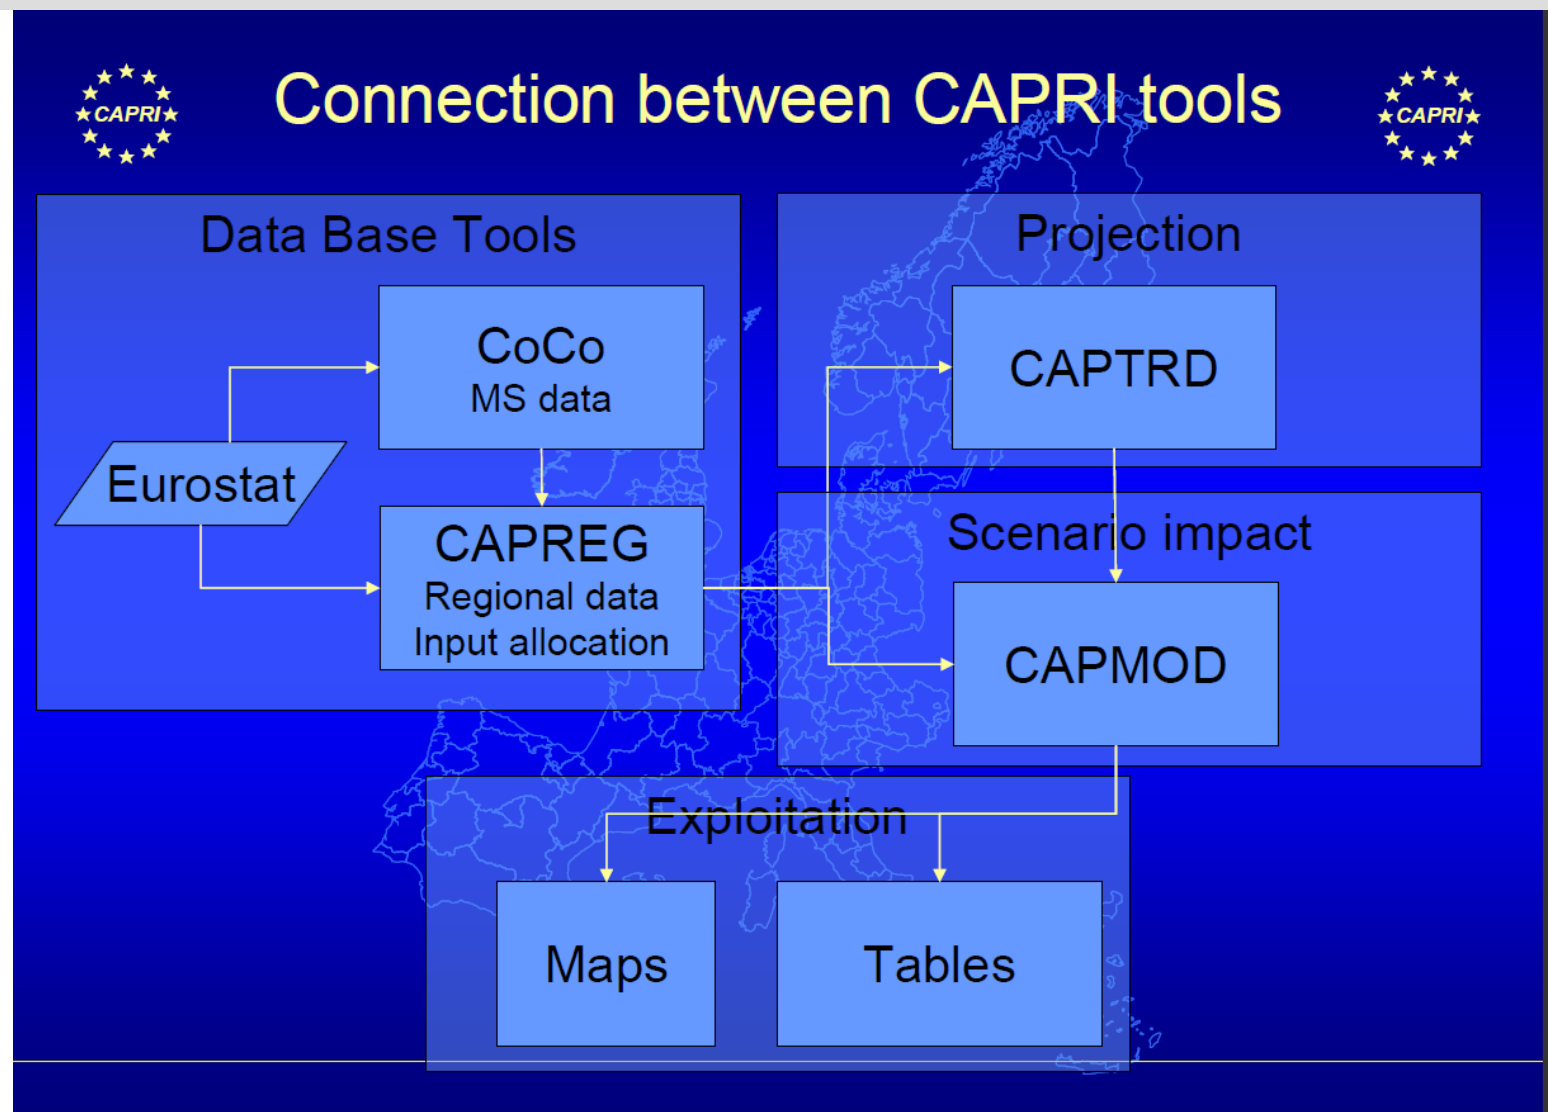 CAPRI
Connection between CAPRI tools
CAPRI
Data Base Tools
CoCo
MS data
Eurostat
CAPREG
Regional data
Input allocation
Projection
CAPTRD
Scenario impact
CAPMOD
Exploitation
Maps
Tables